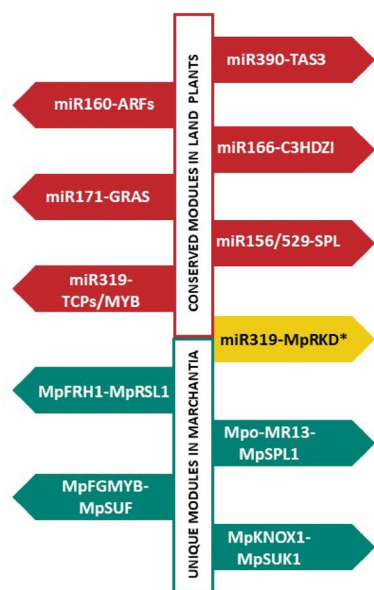 miR390-TAS3
miR160-ARFs
miR166-C3HDZI
miR171-GRAS
miR156/529-SPL
miR319-
TCPs/MYB
CONSERVED MODULES IN LAND PLANTS
miR319-MpRKD*
MpFRH1-MpRSL1
Mpo-MR13-
MpSPL1
MpFGMYB-
MpSUF
MpKNOX1-
MpSUK1
UNIQUE MODULES IN MARCHANTIA